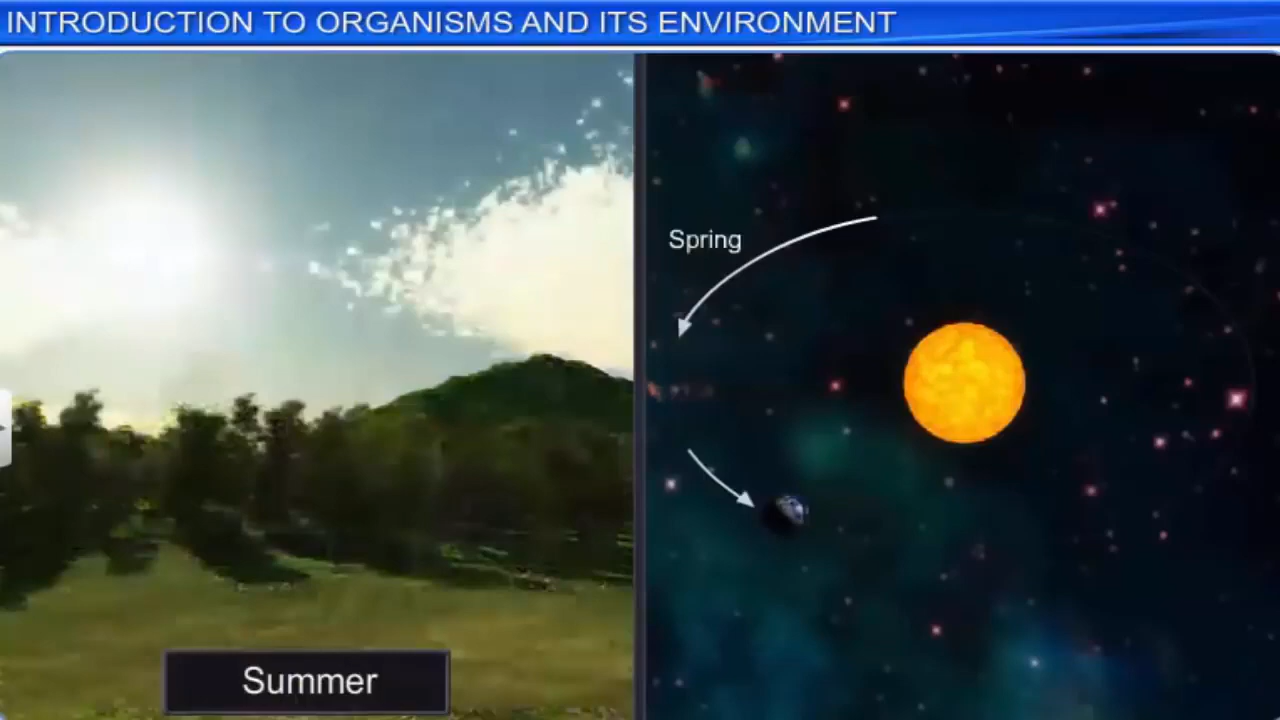 INTRODUCTION TO ORGANISMS AND ITS ENVIRONMENT
Spring
Summer